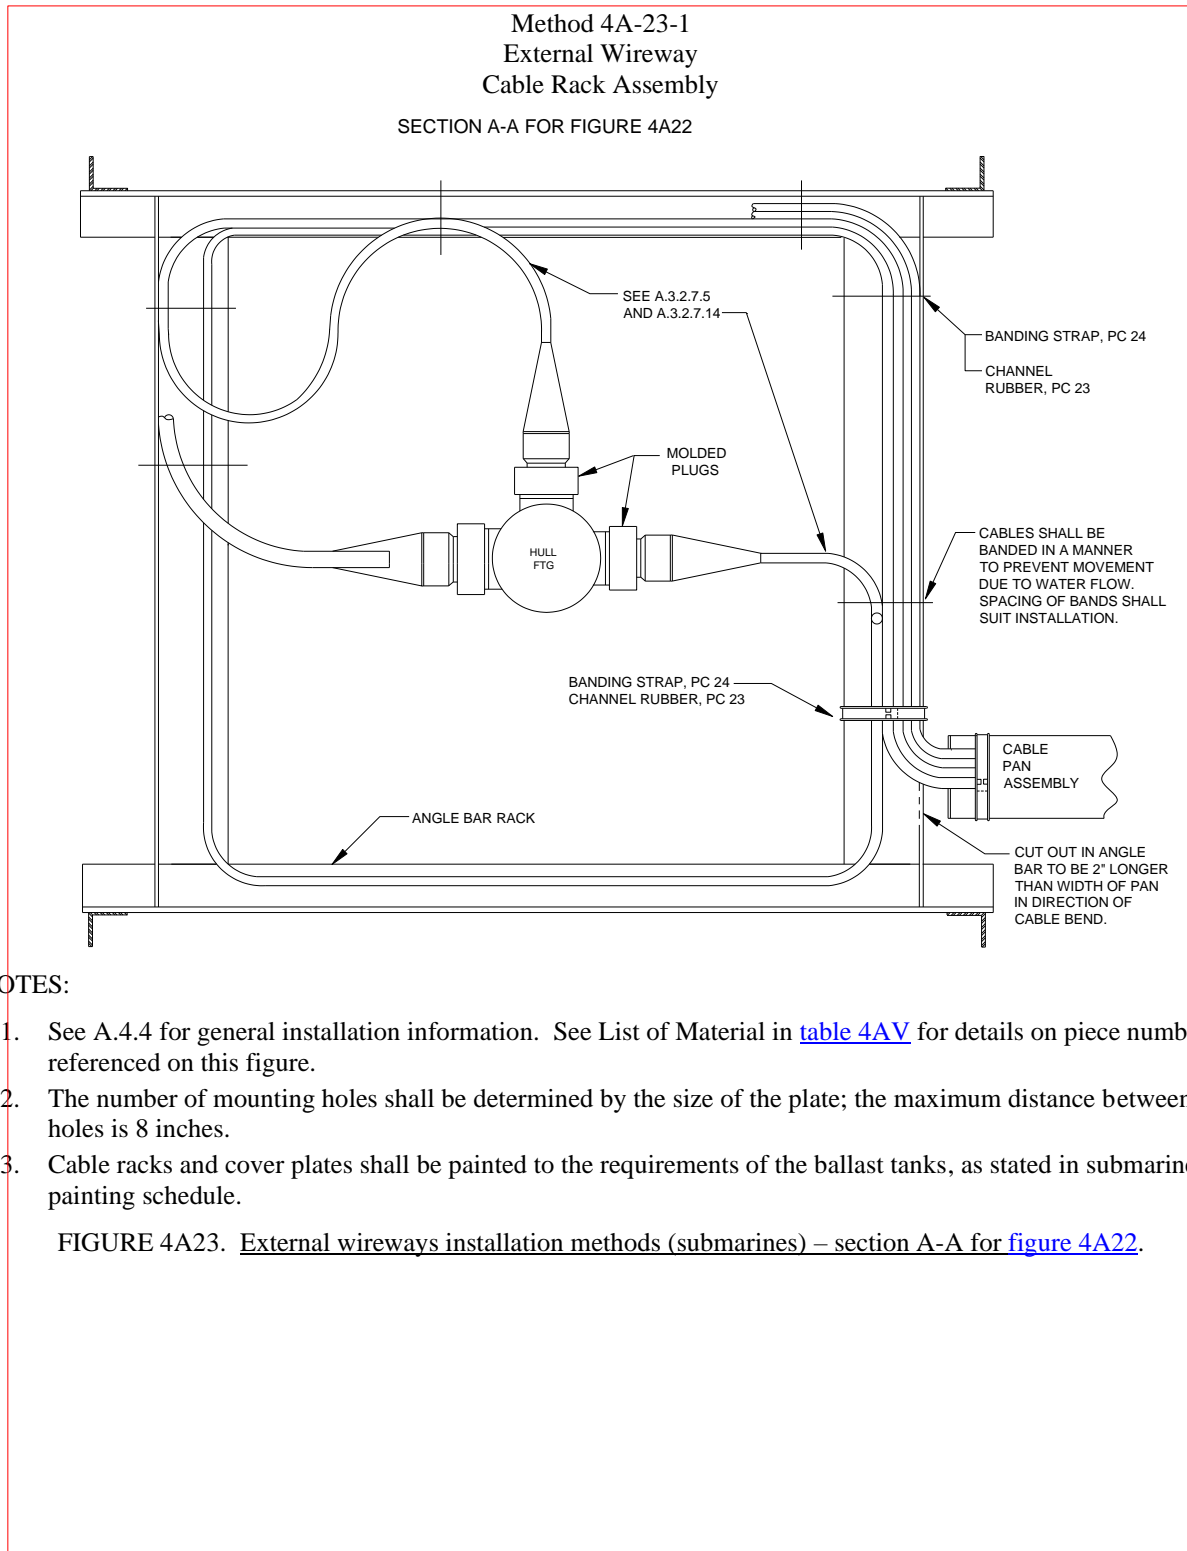 Method 4A-23-1
External Wireway
Cable Rack Assembly
SECTION A-A FOR FIGURE 4A22
SEE A.3.2.7.5
AND A.3.2.7.14
BANDING STRAP, PC 24
CHANNEL
RUBBER, PC 23
MOLDED
PLUGS
HULL
FTG
CABLES SHALL BE
BANDED IN A MANNER
TO PREVENT MOVEMENT
DUE TO WATER FLOW.
SPACING OF BANDS SHALL
SUIT INSTALLATION.
BANDING STRAP, PC 24
CHANNEL RUBBER, PC 23
CABLE
PAN
ASSEMBLY
ANGLE BAR RACK
CUT OUT IN ANGLE
BAR TO BE 2" LONGER
THAN WIDTH OF PAN
IN DIRECTION OF
CABLE BEND.
OTES:
1. See A.4.4 for general installation information. See List of Material in table 4AV for details on piece numb
referenced on this figure.
2. The number of mounting holes shall be determined by the size of the plate; the maximum distance between
holes is 8 inches.
3. Cable racks and cover plates shall be painted to the requirements of the ballast tanks, as stated in submarine
painting schedule.
FIGURE 4A23. External wireways installation methods (submarines) – section A-A for figure 4A22.